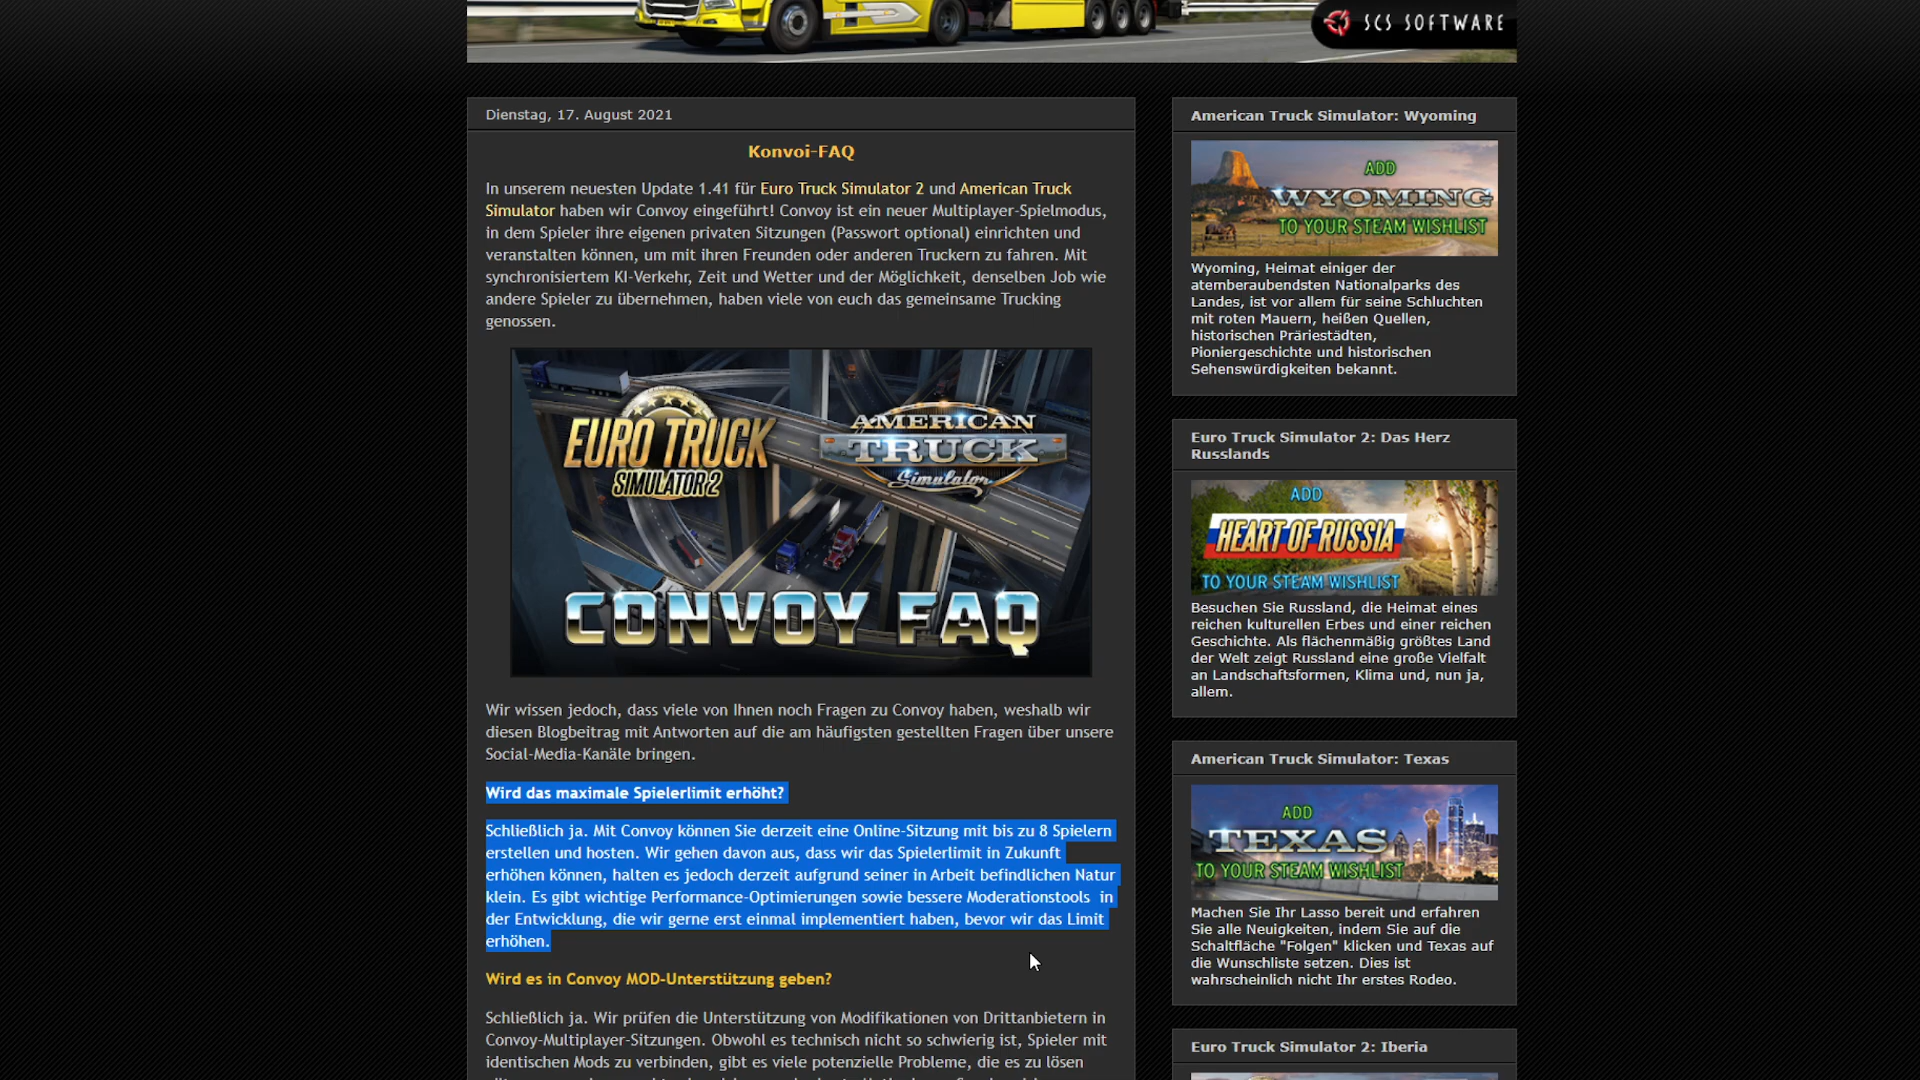 SCS SOFTWARE
Dienstag, 17. August 2021
Konvoi-FAQ
In unserem neuesten Update 1.41 für Euro Truck Simulator 2 und American Truck
Simulator haben wir Convoy eingeführt! Convoy ist ein neuer Multiplayer-Spielmodus,
in dem Spieler ihre eigenen privaten Sitzungen (Passwort optional) einrichten und
veranstalten können, um mit ihren Freunden oder anderen Truckern zu fahren. Mit
synchronisiertem KI-Verkehr, Zeit und Wetter und der Möglichkeit, denselben Job wie
andere Spieler zu übernehmen, haben viele von euch das gemeinsame Trucking
genossen.
EURO TRUCK
SIMULATOR 2
AMERICAN
TRUCK
Simulator
CONVOY FAQ
Wir wissen jedoch, dass viele von Ihnen noch Fragen zu Convoy haben, weshalb wir
diesen Blogbeitrag mit Antworten auf die am häufigsten gestellten Fragen über unsere
Social-Media-Kanäle bringen.
Wird das maximale Spielerlimit erhöht?
Schließlich ja. Mit Convoy können Sie derzeit eine Online-Sitzung mit bis zu 8 Spielern
erstellen und hosten. Wir gehen davon aus, dass wir das Spielerlimit in Zukunft
erhöhen können, halten es jedoch derzeit aufgrund seiner in Arbeit befindlichen Natur
klein. Es gibt wichtige Performance-Optimierungen sowie bessere Moderationstools in
der Entwicklung, die wir gerne erst einmal implementiert haben, bevor wir das Limit
erhöhen.
Wird es in Convoy MOD-Unterstützung geben?
Schließlich ja. Wir prüfen die Unterstützung von Modifikationen von Drittanbietern in
Convoy-Multiplayer-Sitzungen. Obwohl es technisch nicht so schwierig ist, Spieler mit
identischen Mods zu verbinden, gibt es viele potenzielle Probleme, die es zu lösen
American Truck Simulator: Wyoming
ADD
WYOMING
TO YOUR STEAM WISHLIST
Wyoming, Heimat einiger der
atemberaubendsten Nationalparks des
Landes, ist vor allem für seine Schluchten
mit roten Mauern, heißen Quellen,
historischen Präriestädten,
Pioniergeschichte und historischen
Sehenswürdigkeiten bekannt.
Euro Truck Simulator 2: Das Herz
Russlands
ADD
HEART OF RUSSIA
TO YOUR STEAM WISHLIST
Besuchen Sie Russland, die Heimat eines
reichen kulturellen Erbes und einer reichen
Geschichte. Als flächenmäßig größtes Land
der Welt zeigt Russland eine große Vielfalt
an Landschaftsformen, Klima und, nun ja,
allem.
American Truck Simulator: Texas
ADD
TEXAS
TO YOUR STEAM WISHLIST
Machen Sie Ihr Lasso bereit und erfahren
Sie alle Neuigkeiten, indem Sie auf die
Schaltfläche "Folgen" klicken und Texas auf
die Wunschliste setzen. Dies ist
wahrscheinlich nicht Ihr erstes Rodeo.
Euro Truck Simulator 2: Iberia